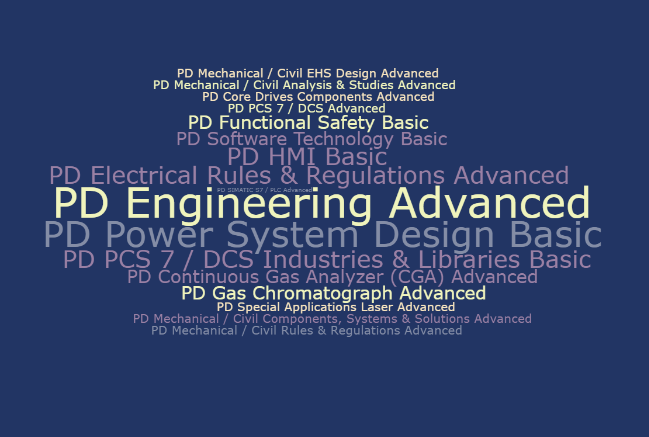 PD Mechanical / Civil EHS Design Advanced
PD Mechanical / Civil Analysis & Studies Advanced
PD Core Drives Components Advanced
PD PCS 7 / DCS Advanced
PD Functional Safety Basic
PD Software Technology Basic
PD HMI Basic
PD Electrical Rules & Regulations Advanced
PD SIMATIC S7 / PLC Advanced
PD Engineering Advanced
PD Power System Design Basic
PD PCS 7 / DCS Industries & Libraries Basic
PD Continuous Gas Analyzer (CGA) Advanced
PD Gas Chromatograph Advanced
PD Special Applications Laser Advanced
PD Mechanical / Civil Components, Systems & Solutions Advanced
PD Mechanical / Civil Rules & Regulations Advanced